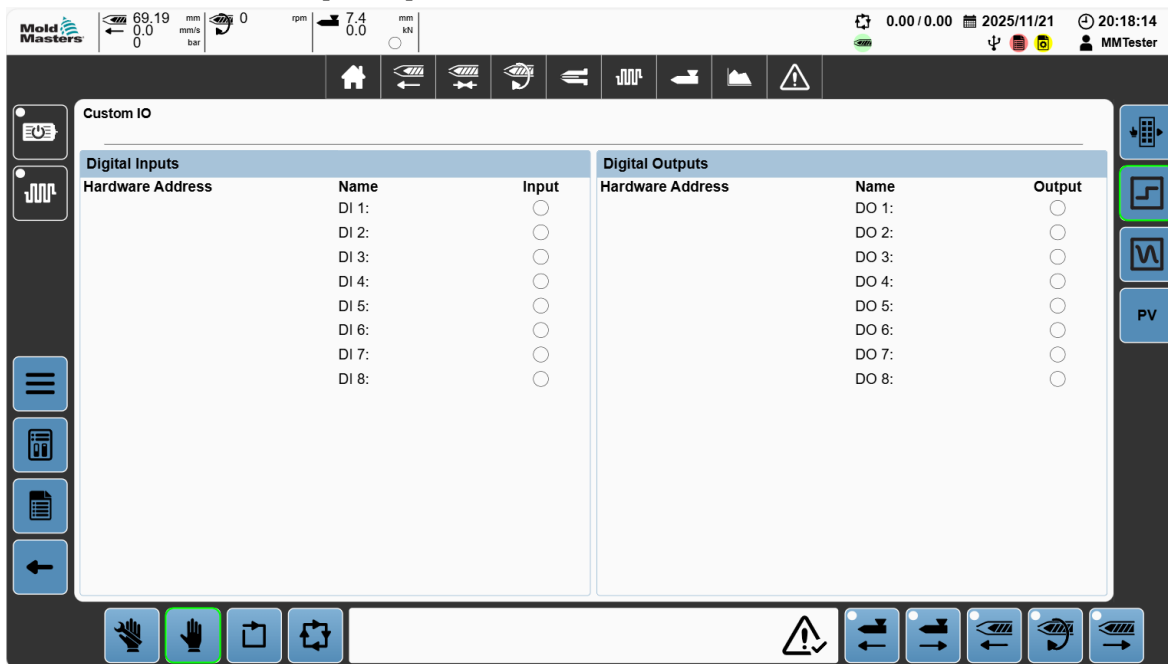 Mold
Masters
69.19 mm
0.0 mm/s
0 bar
0 rpm
7.4 mm
0.0 kN
0.00 / 0.00
2025/11/21
20:18:14
MMTester
Custom IO
Digital Inputs
Hardware Address Name Input
DI 1:
DI 2:
DI 3:
DI 4:
DI 5:
DI 6:
DI 7:
DI 8:
Digital Outputs
Hardware Address Name Output
DO 1:
DO 2:
DO 3:
DO 4:
DO 5:
DO 6:
DO 7:
DO 8:
PV